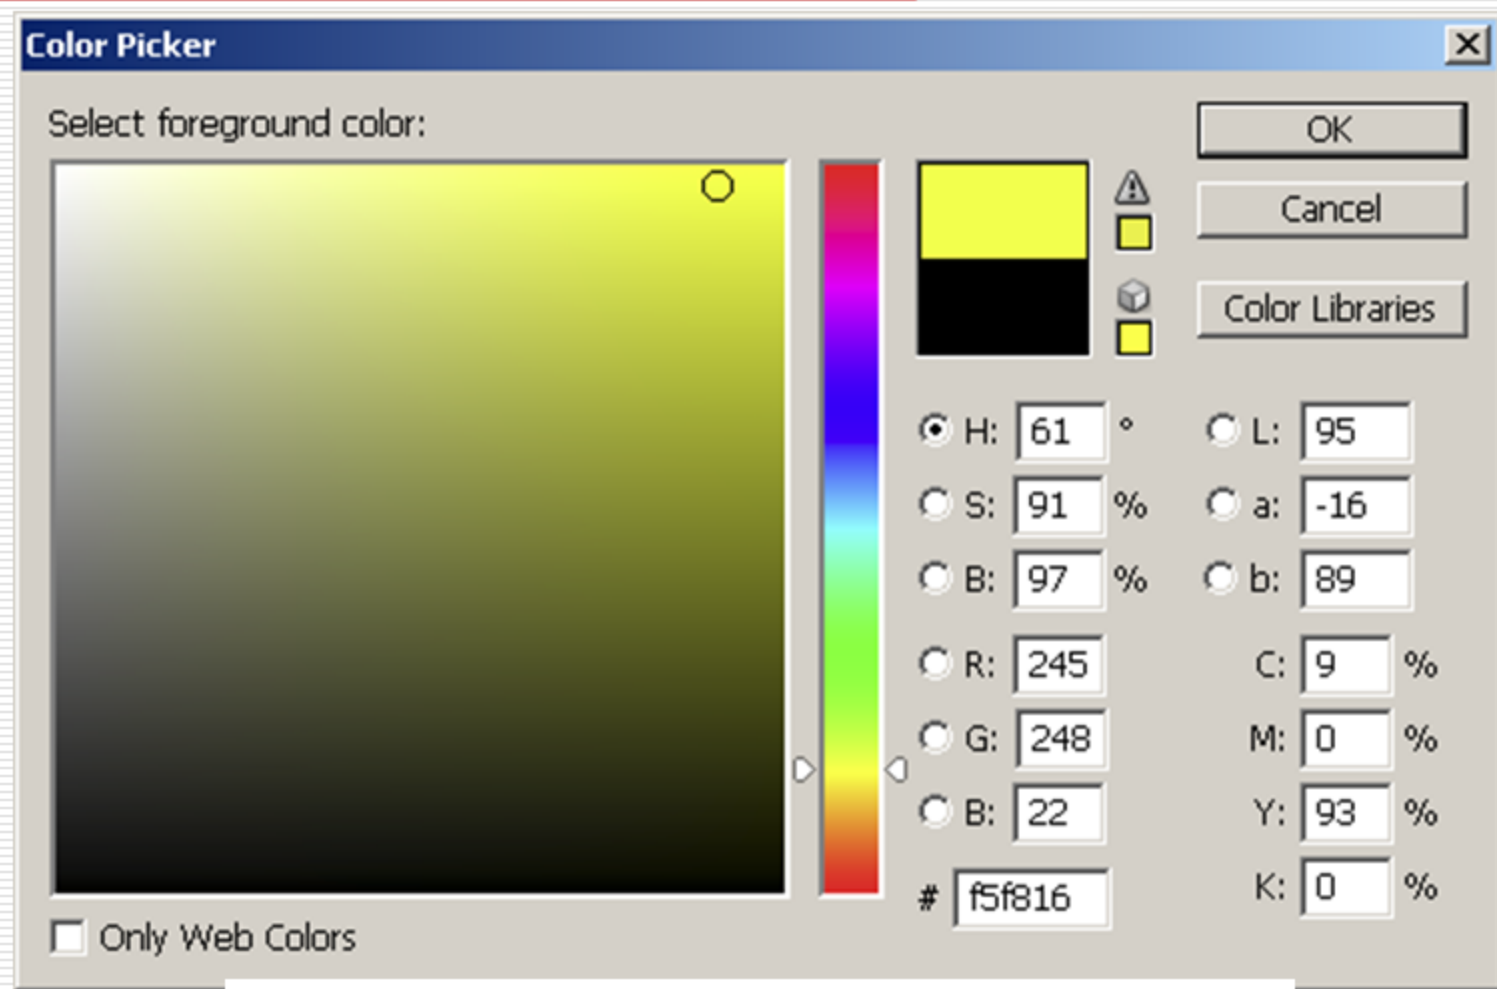 Color Picker
Select foreground color:
OK
Cancel
Color Libraries
H: 61 °
S: 91 %
B: 97 %
R: 245
G: 248
B: 22
# f5f816
L: 95
a: -16
b: 89
C: 9 %
M: 0 %
Y: 93 %
K: 0 %
Only Web Colors